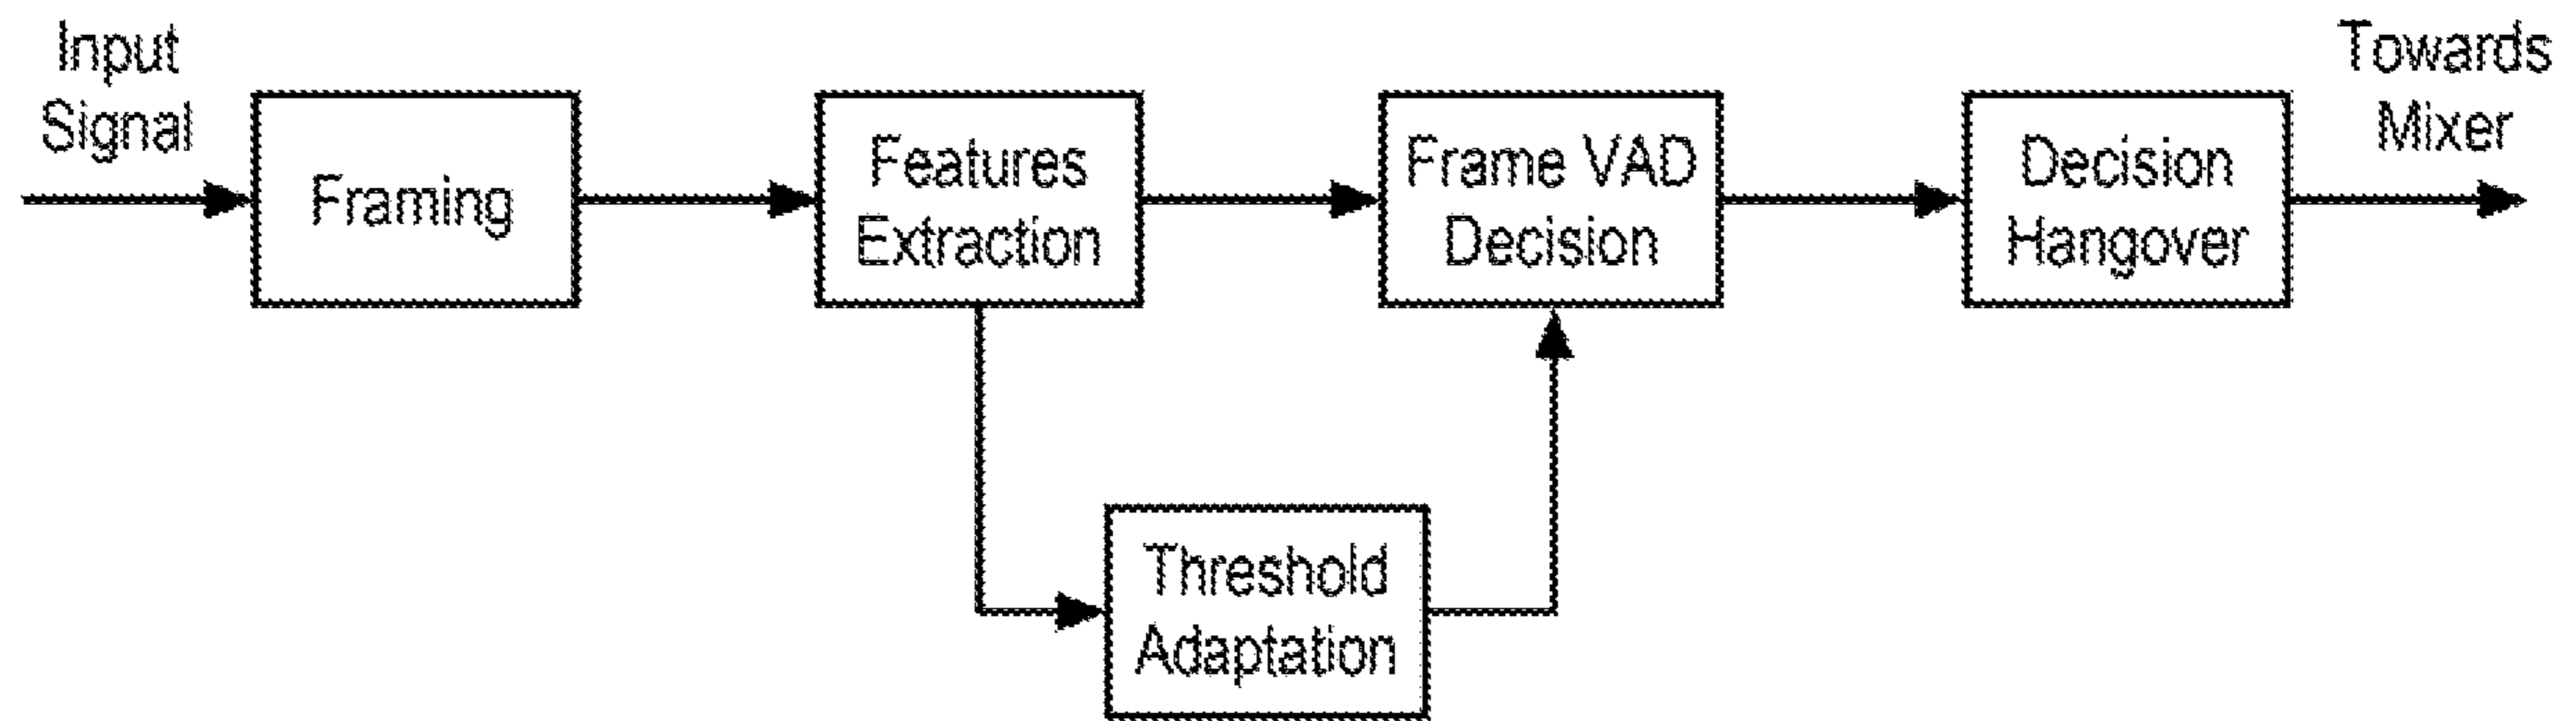 Input
Signal
Framing
Features
Extraction
Frame VAD
Decision
Decision
Hangover
Towards
Mixer
Threshold
Adaptation